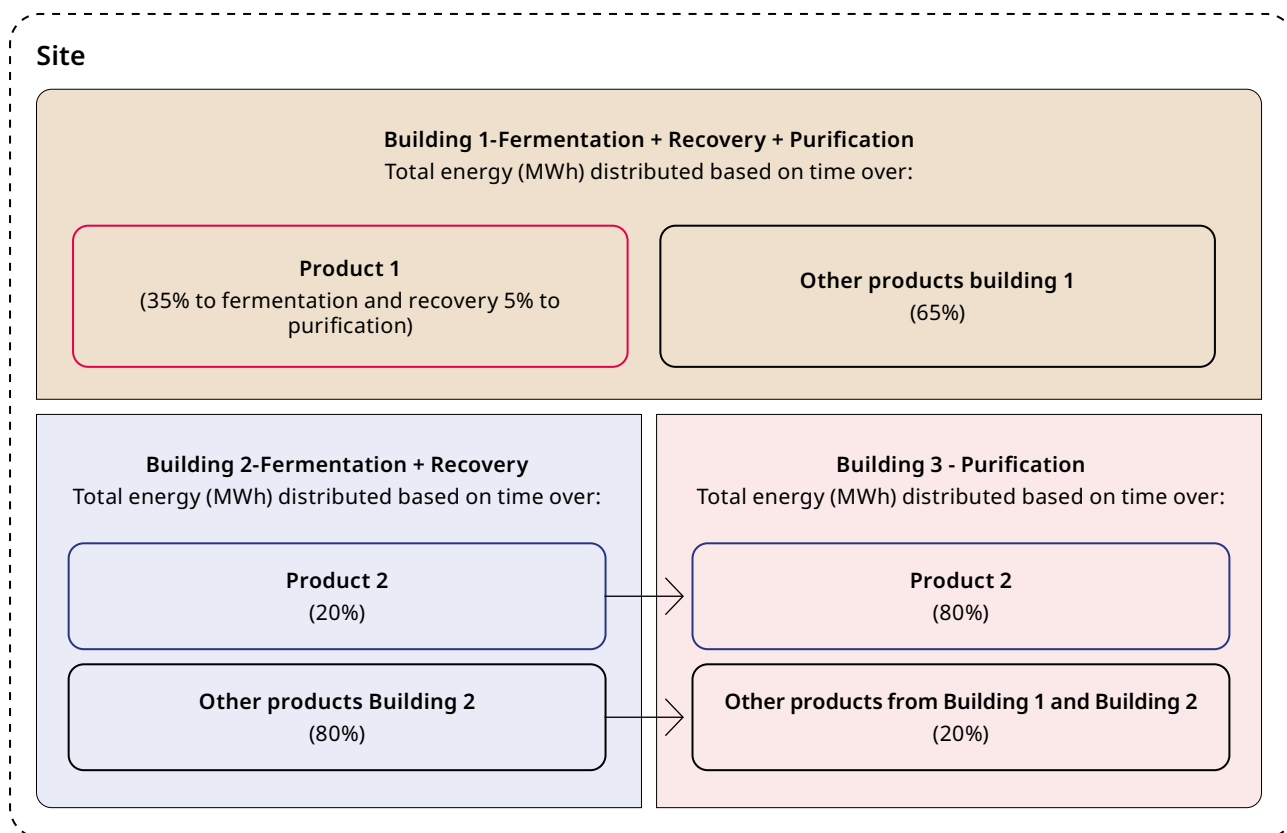 Site
Building 1-Fermentation + Recovery + Purification
Total energy (MWh) distributed based on time over:
Product 1
(35% to fermentation and recovery 5% to
purification)
Other products building 1
(65%)
Building 2-Fermentation + Recovery
Total energy (MWh) distributed based on time over:
Product 2
(20%)
Other products Building 2
(80%)
Building 3 - Purification
Total energy (MWh) distributed based on time over:
Product 2
(80%)
Other products from Building 1 and Building 2
(20%)